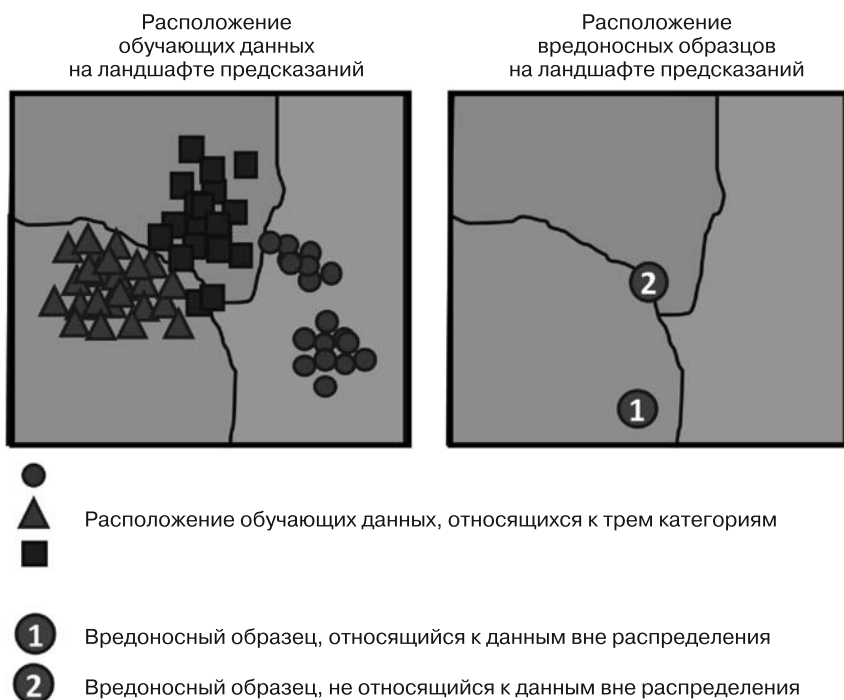 Расположение
обучающих данных
на ландшафте предсказаний
Расположение
вредоносных образцов
на ландшафте предсказаний
2
1
Расположение обучающих данных, относящихся к трем категориям
1 Вредоносный образец, относящийся к данным вне распределения
2 Вредоносный образец, не относящийся к данным вне распределения